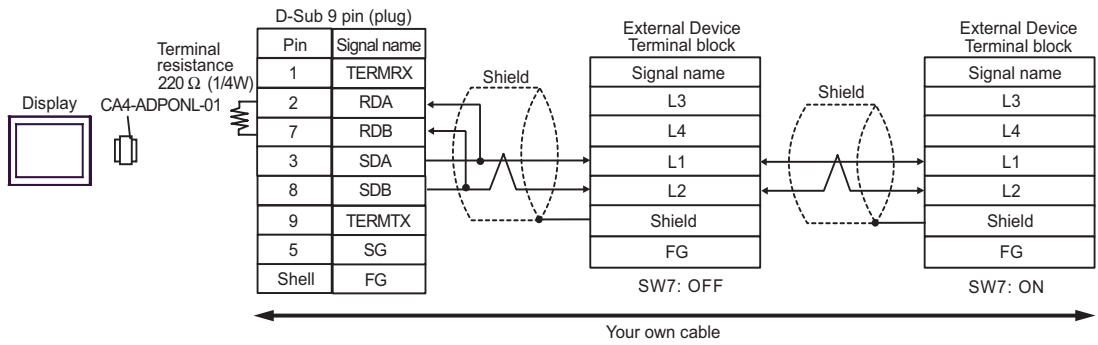 D-Sub 9 pin (plug)
Pin Signal name
1 TERMRX
2 RDA
7 RDB
3 SDA
8 SDB
9 TERMTX
5 SG
Shell FG
Terminal
resistance
220 Ω (1/4W)
Display
CA4-ADPONL-01
Shield
External Device
Terminal block
Signal name
L3
L4
L1
L2
Shield
FG
SW7: OFF
Shield
External Device
Terminal block
Signal name
L3
L4
L1
L2
Shield
FG
SW7: ON
Your own cable